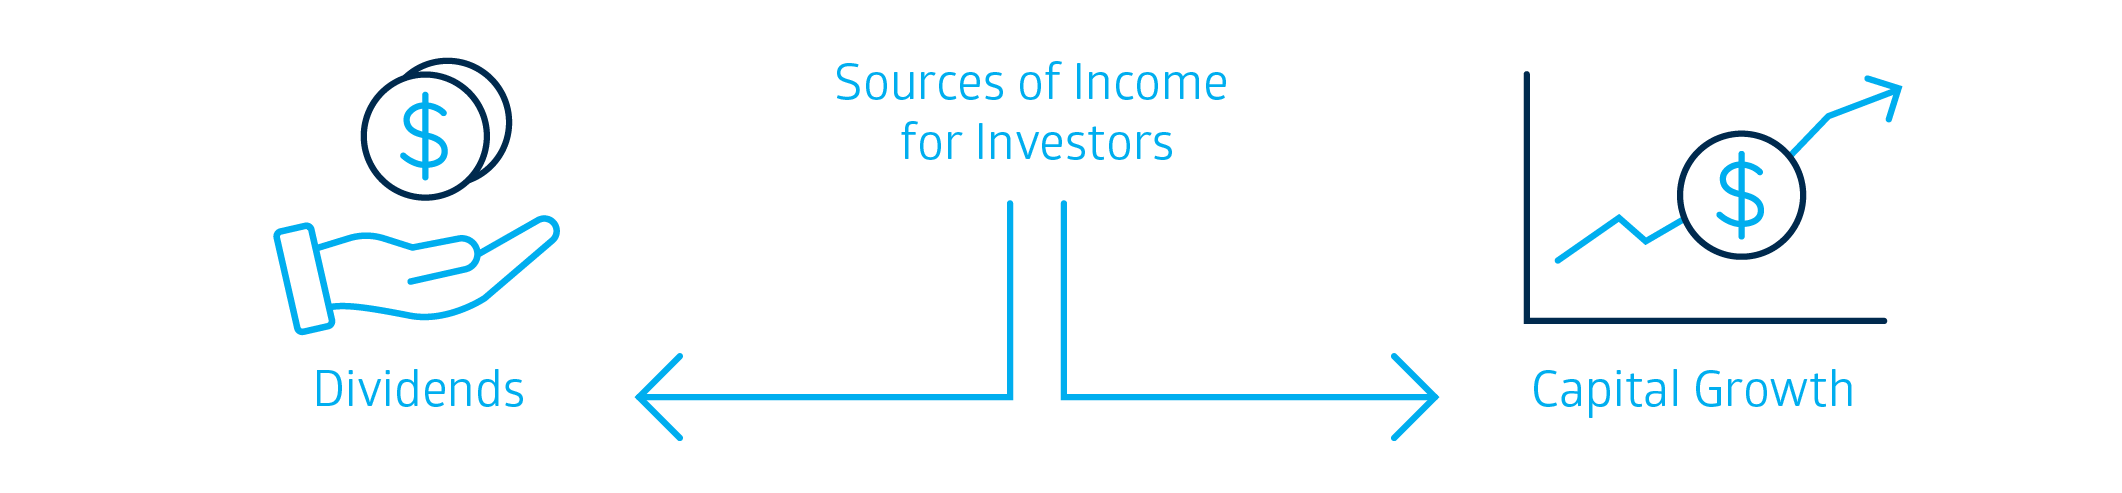 Sources of Income
for Investors
$
$
Dividends
Capital Growth